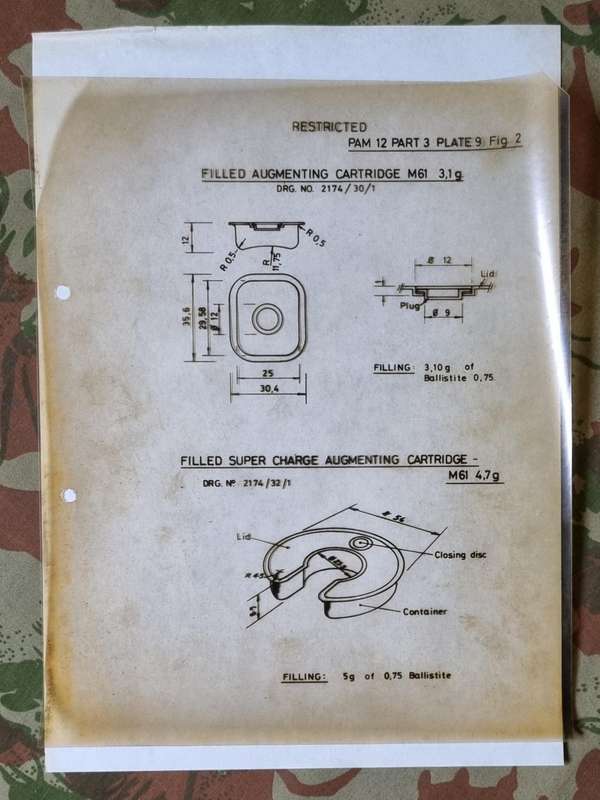 RESTRICTED
PAM 12 PART 3 PLATE 9 Fig 2
FILLED AUGMENTING CARTRIDGE M61 3,1g
DRG. NO. 2174/30/1
12
R 0,5
R 0,5
R
11,75
Ø 12
Lid
35,6
29,58
Ø 12
1
Plug
Ø 9
25
30,4
FILLING: 3,10g of
Ballistite 0,75
FILLED SUPER CHARGE AUGMENTING CARTRIDGE -
M61 4,7g
DRG. Nº 2174/32/1
54
Lid
Closing disc
Container
FILLING: 5g of 0,75 Ballistite